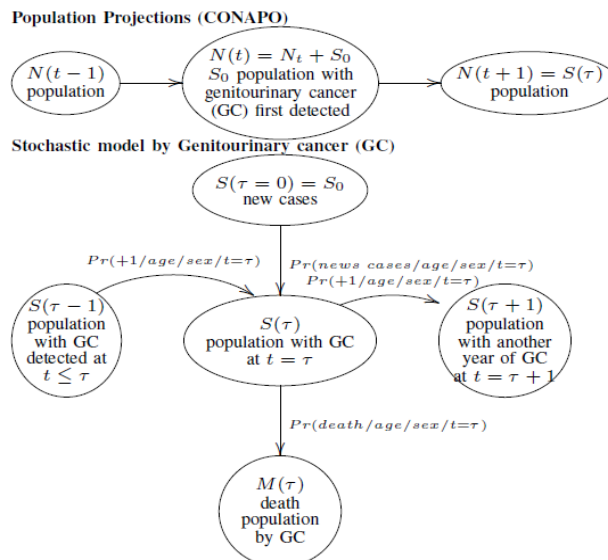 Population Projections (CONAPO)
N(t − 1)
population
N(t) = N_t + S_0
S_0 population with
genitourinary cancer
(GC) first detected
N(t + 1) = S(τ)
population
Stochastic model by Genitourinary cancer (GC)
S(τ = 0) = S_0
new cases
Pr(+1/age/sex/t=τ)
Pr(news cases/age/sex/t=τ)
Pr(+1/age/sex/t=τ)
S(τ − 1)
population
with GC
detected at
t ≤ τ
S(τ)
population with GC
at t = τ
S(τ + 1)
population
with another
year of GC
at t = τ + 1
Pr(death/age/sex/t=τ)
M(τ)
death
population
by GC